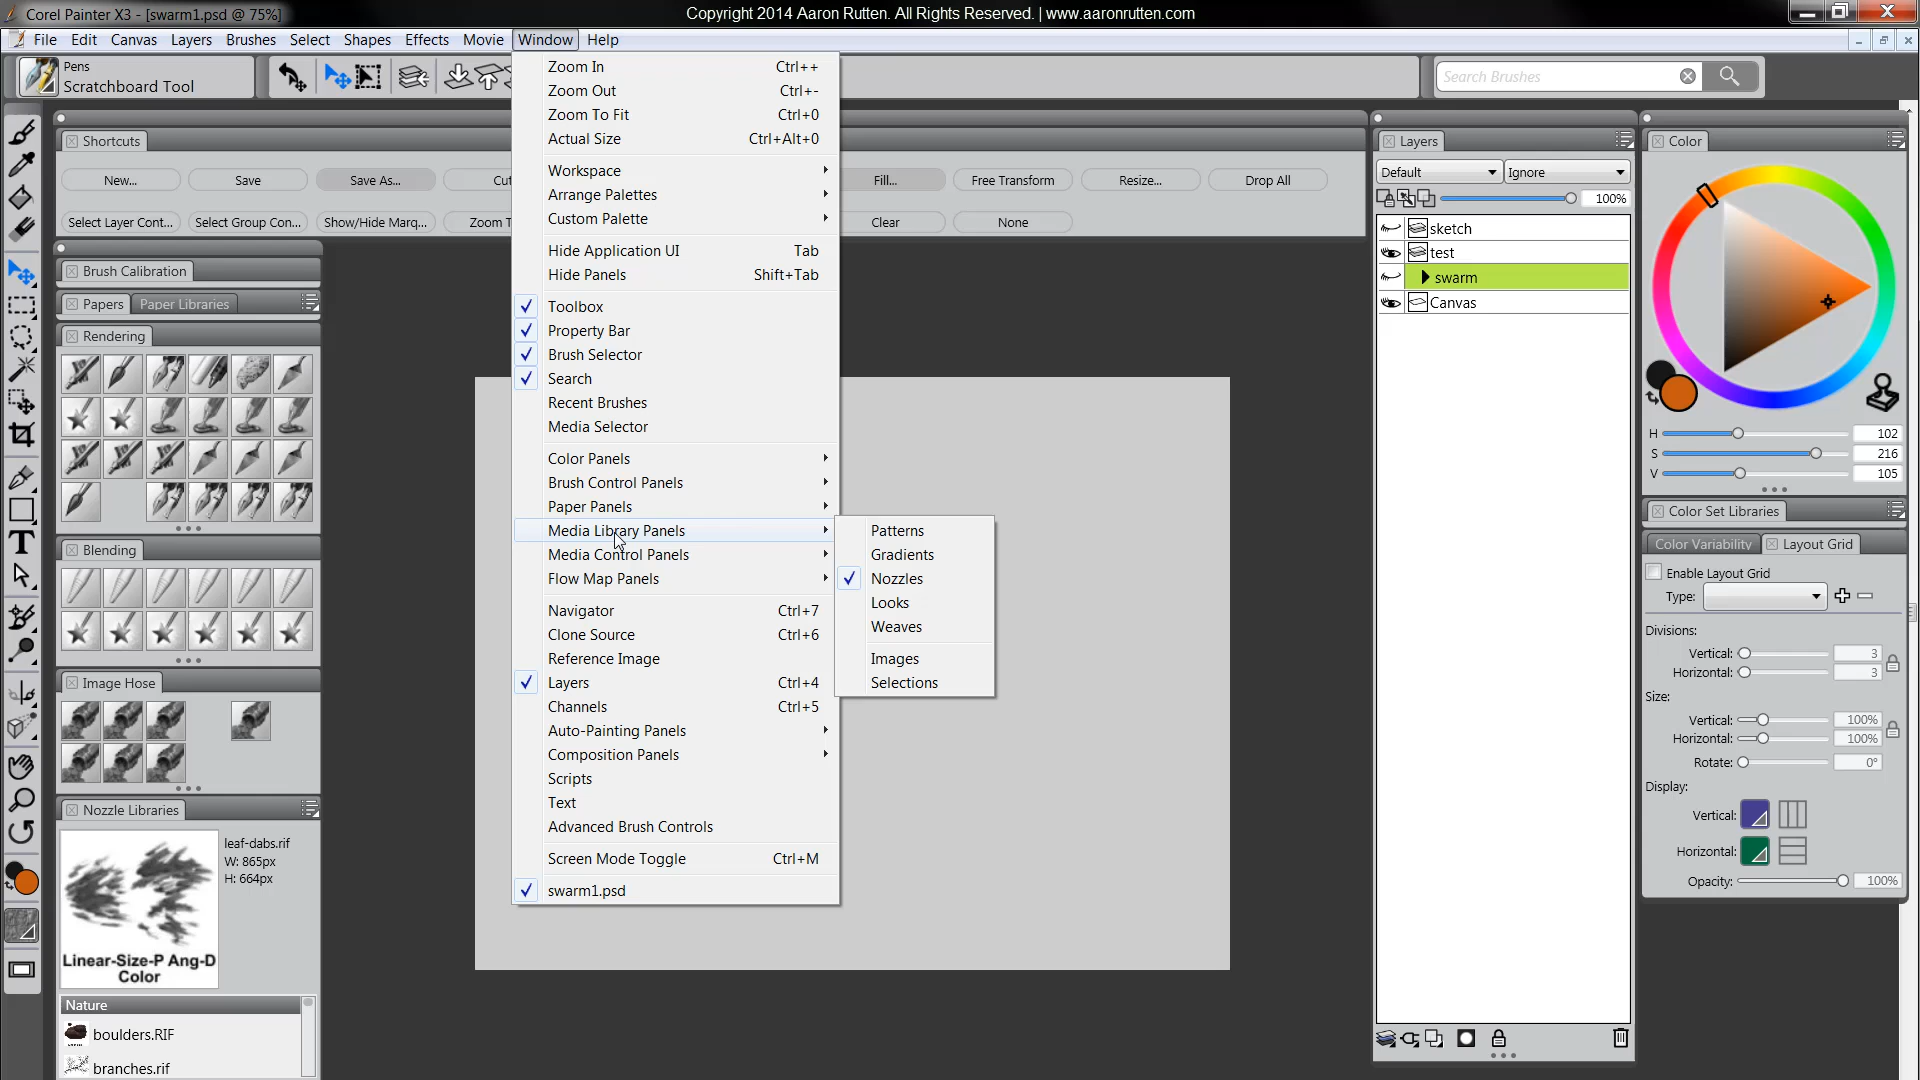 Corel Painter X3 - [swarm1.psd @ 75%]
Copyright 2014 Aaron Rutten. All Rights Reserved. | www.aaronrutten.com
File Edit Canvas Layers Brushes Select Shapes Effects Movie Window Help
Pens
Scratchboard Tool
Search Brushes
Shortcuts
New... Save Save As... Cut Fill... Free Transform Resize... Drop All
Select Layer Cont... Select Group Con... Show/Hide Marq... Zoom T Clear None
Brush Calibration
Papers Paper Libraries
Rendering
Blending
Image Hose
Nozzle Libraries
leaf-dabs.rif
W: 865px
H: 664px
Linear-Size-P Ang-D
Color
Nature
boulders.RIF
branches.rif
Zoom In Ctrl++
Zoom Out Ctrl+-
Zoom To Fit Ctrl+0
Actual Size Ctrl+Alt+0
Workspace
Arrange Palettes
Custom Palette
Hide Application UI Tab
Hide Panels Shift+Tab
Toolbox
Property Bar
Brush Selector
Search
Recent Brushes
Media Selector
Color Panels
Brush Control Panels
Paper Panels
Media Library Panels
Media Control Panels
Flow Map Panels
Navigator Ctrl+7
Clone Source Ctrl+6
Reference Image
Layers Ctrl+4
Channels Ctrl+5
Auto-Painting Panels
Composition Panels
Scripts
Text
Advanced Brush Controls
Screen Mode Toggle Ctrl+M
swarm1.psd
Patterns
Gradients
Nozzles
Looks
Weaves
Images
Selections
Layers
Default Ignore
100%
sketch
test
swarm
Canvas
Color
H 102
S 216
V 105
Color Set Libraries
Color Variability Layout Grid
Enable Layout Grid
Type:
Divisions:
Vertical: 3
Horizontal: 3
Size:
Vertical: 100%
Horizontal: 100%
Rotate: 0°
Display:
Vertical:
Horizontal:
Opacity: 100%